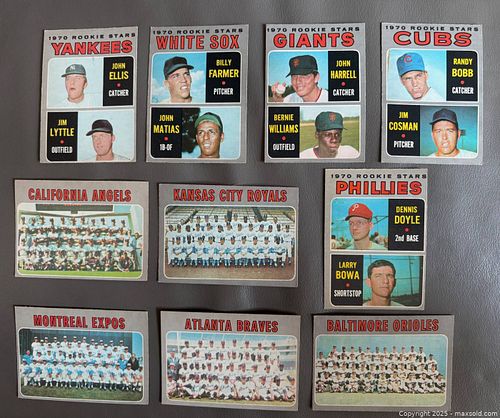 1970 ROOKIE STARS
YANKEES
JOHN
ELLIS
CATCHER
JIM
LYTTLE
OUTFIELD
1970 ROOKIE STARS
WHITE SOX
BILLY
FARMER
PITCHER
JOHN
MATIAS
1B-OF
1970 ROOKIE STARS
GIANTS
JOHN
HARRELL
CATCHER
BERNIE
WILLIAMS
OUTFIELD
1970 ROOKIE STARS
CUBS
RANDY
BOBB
CATCHER
JIM
COSMAN
PITCHER
CALIFORNIA ANGELS
KANSAS CITY ROYALS
1970 ROOKIE STARS
PHILLIES
DENNIS
DOYLE
2nd BASE
LARRY
BOWA
SHORTSTOP
MONTREAL EXPOS
ATLANTA BRAVES
BALTIMORE ORIOLES
Copyright © 2025 - maxsold.com